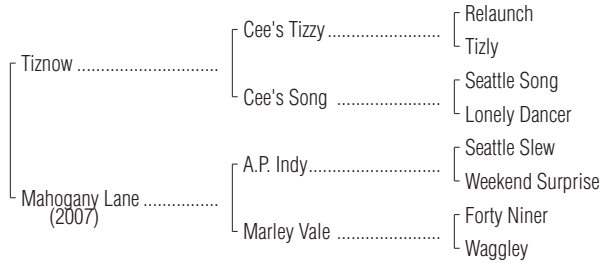 Relaunch
Cee's Tizzy ........................
Tizly
Tiznow ..............................
Seattle Song
Cee's Song ......................
Lonely Dancer
Seattle Slew
A.P. Indy............................
Weekend Surprise
Mahogany Lane ................
(2007)
Forty Niner
Marley Vale ......................
Waggley